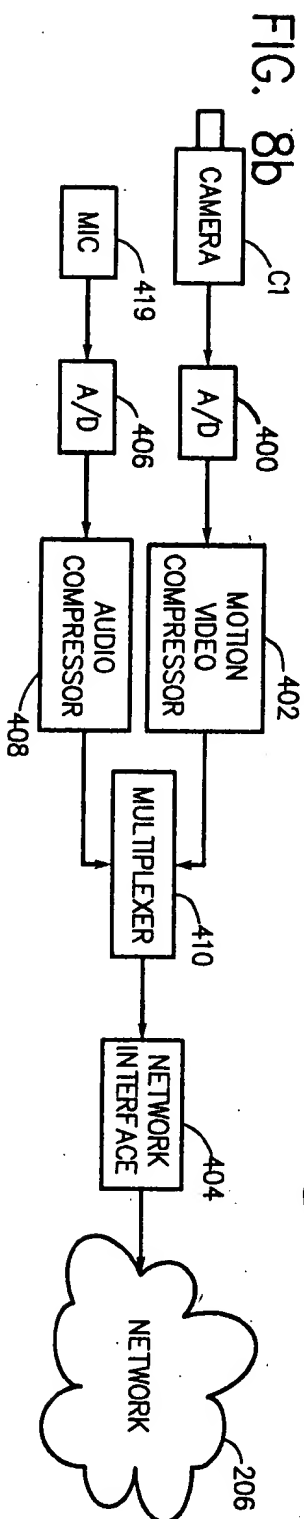 FIG. 8b
CAMERA
C1
A/D
400
MOTION
VIDEO
COMPRESSOR
402
MIC
419
A/D
406
AUDIO
COMPRESSOR
408
MULTIPLEXER
410
NETWORK
INTERFACE
404
NETWORK
206